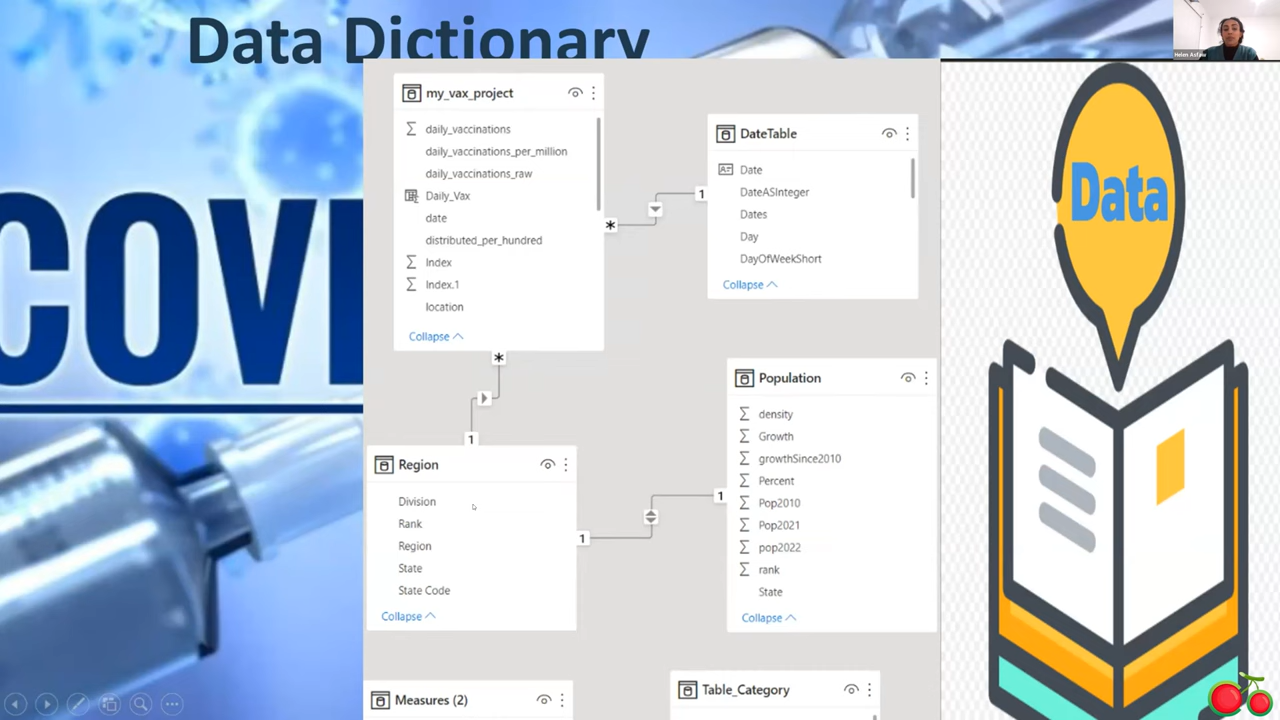 Data Dictionary
Helen Asfaw
COVI
my_vax_project
daily_vaccinations
daily_vaccinations_per_million
daily_vaccinations_raw
Daily_Vax
date
distributed_per_hundred
Index
Index.1
location
Collapse
*
1
DateTable
Date
DateASInteger
Dates
Day
DayOfWeekShort
Collapse
*
1
Region
Division
Rank
Region
State
State Code
Collapse
1
1
Population
density
Growth
growthSince2010
Percent
Pop2010
Pop2021
pop2022
rank
State
Collapse
Measures (2)
Table_Category
Data